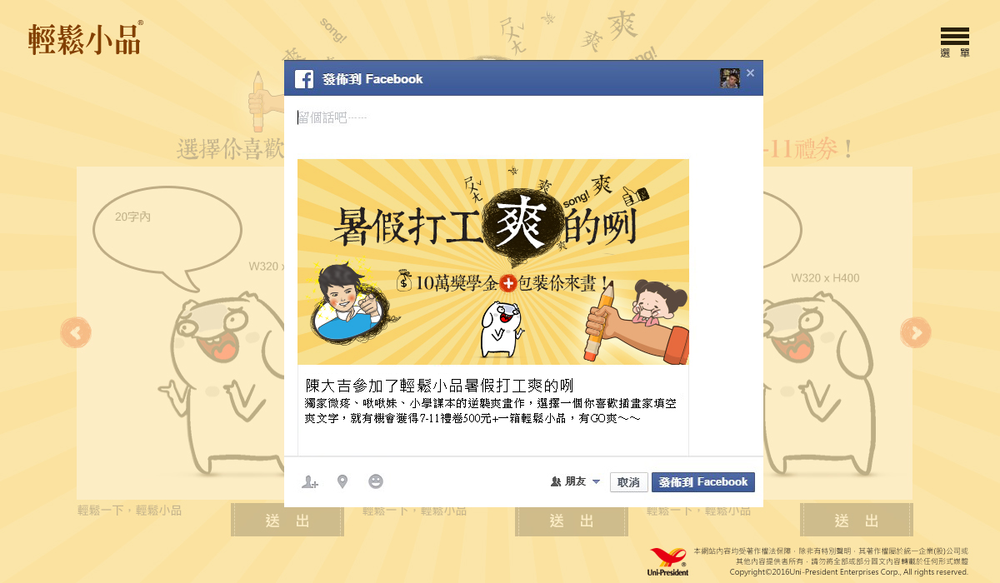 輕鬆小品®
選 單
song!
ㄕㄨㄤˇ
爽
爽
爽
選擇你喜歡
-11禮券！
20字內
W320 x
W320 x H400
發佈到 Facebook
留個話吧……
ㄕㄨㄤˇ
爽
爽
爽
song!
暑假打工爽的咧
爽
$ 10萬獎學金+包裝你來畫！
陳大吉參加了輕鬆小品暑假打工爽的咧
獨家微疼、啾啾妹、小學課本的逆襲爽畫作，選擇一個你喜歡插畫家填空
爽文字，就有機會獲得7-11禮卷500元+一箱輕鬆小品，有GO爽～～
朋友
取消
發佈到 Facebook
輕鬆一下，輕鬆小品
送 出
輕鬆一下，輕鬆小品
送 出
輕鬆一下，輕鬆小品
送 出
Uni-President
本網站內容均受著作權法保障，除非有特別聲明，其著作權屬於統一企業(股)公司或
其他內容提供者所有，請勿將全部或部分圖文內容轉載於任何形式媒體
Copyright©2016Uni-President Enterprises Corp., All rights reserved.